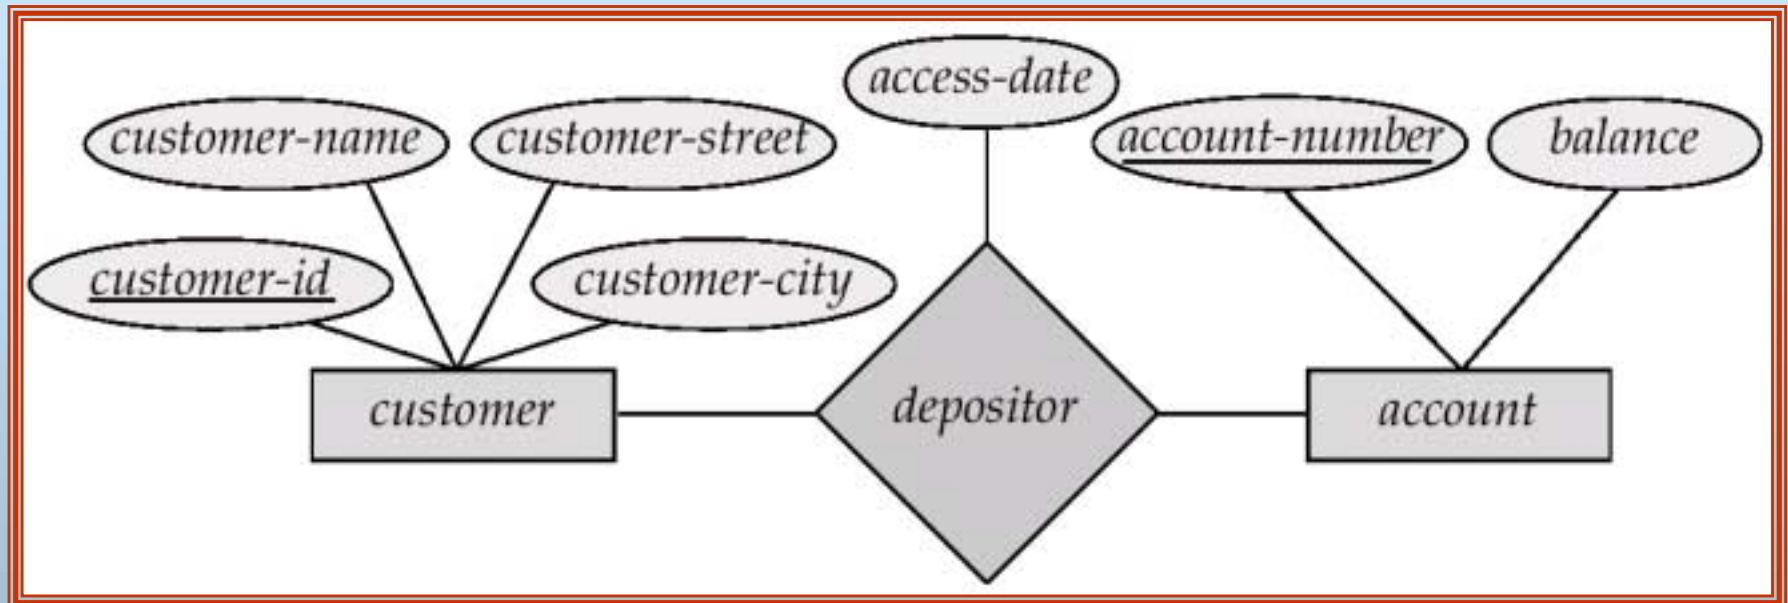 access-date
customer-name
customer-street
account-number
balance
customer-id
customer-city
customer
depositor
account